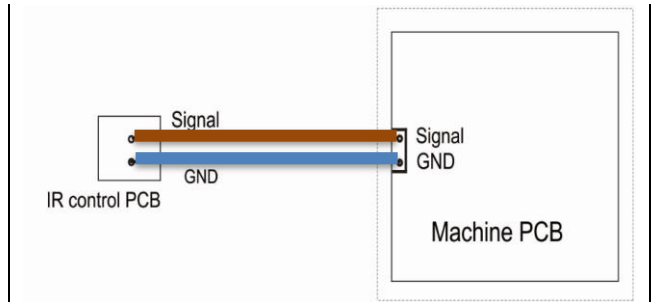 Signal
Signal
GND
GND
IR control PCB
Machine PCB